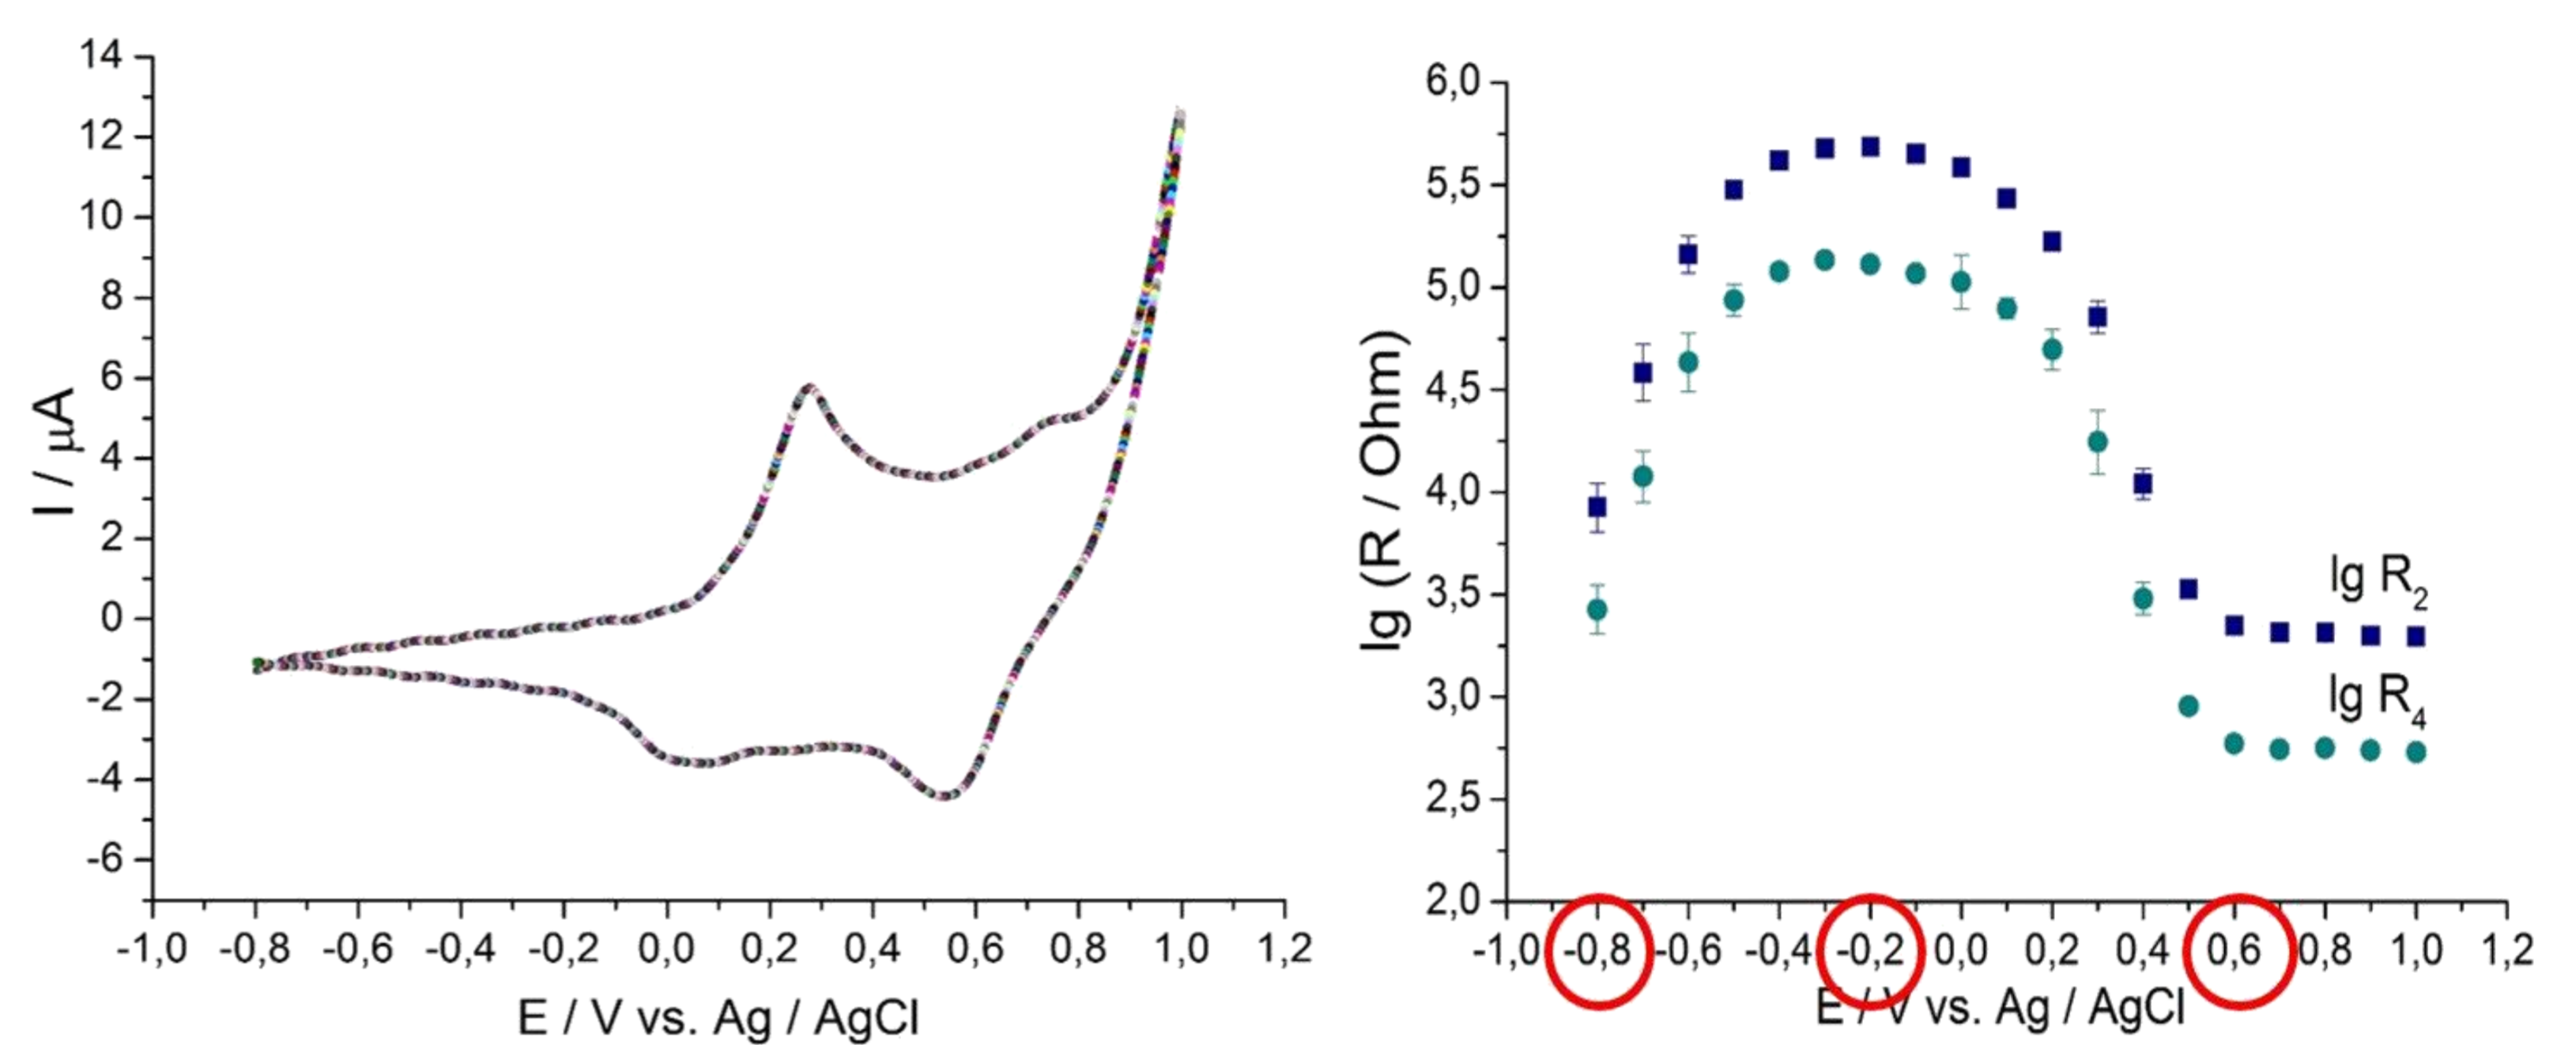 14
12
10
8
6
4
2
0
-2
-4
-6
I / µA
-1,0 -0,8 -0,6 -0,4 -0,2 0,0 0,2 0,4 0,6 0,8 1,0 1,2
E / V vs. Ag / AgCl
6,0
5,5
5,0
4,5
4,0
3,5
3,0
2,5
2,0
lg (R / Ohm)
lg R2
lg R4
-1,0 -0,8 -0,6 -0,4 -0,2 0,0 0,2 0,4 0,6 0,8 1,0 1,2
E / V vs. Ag / AgCl